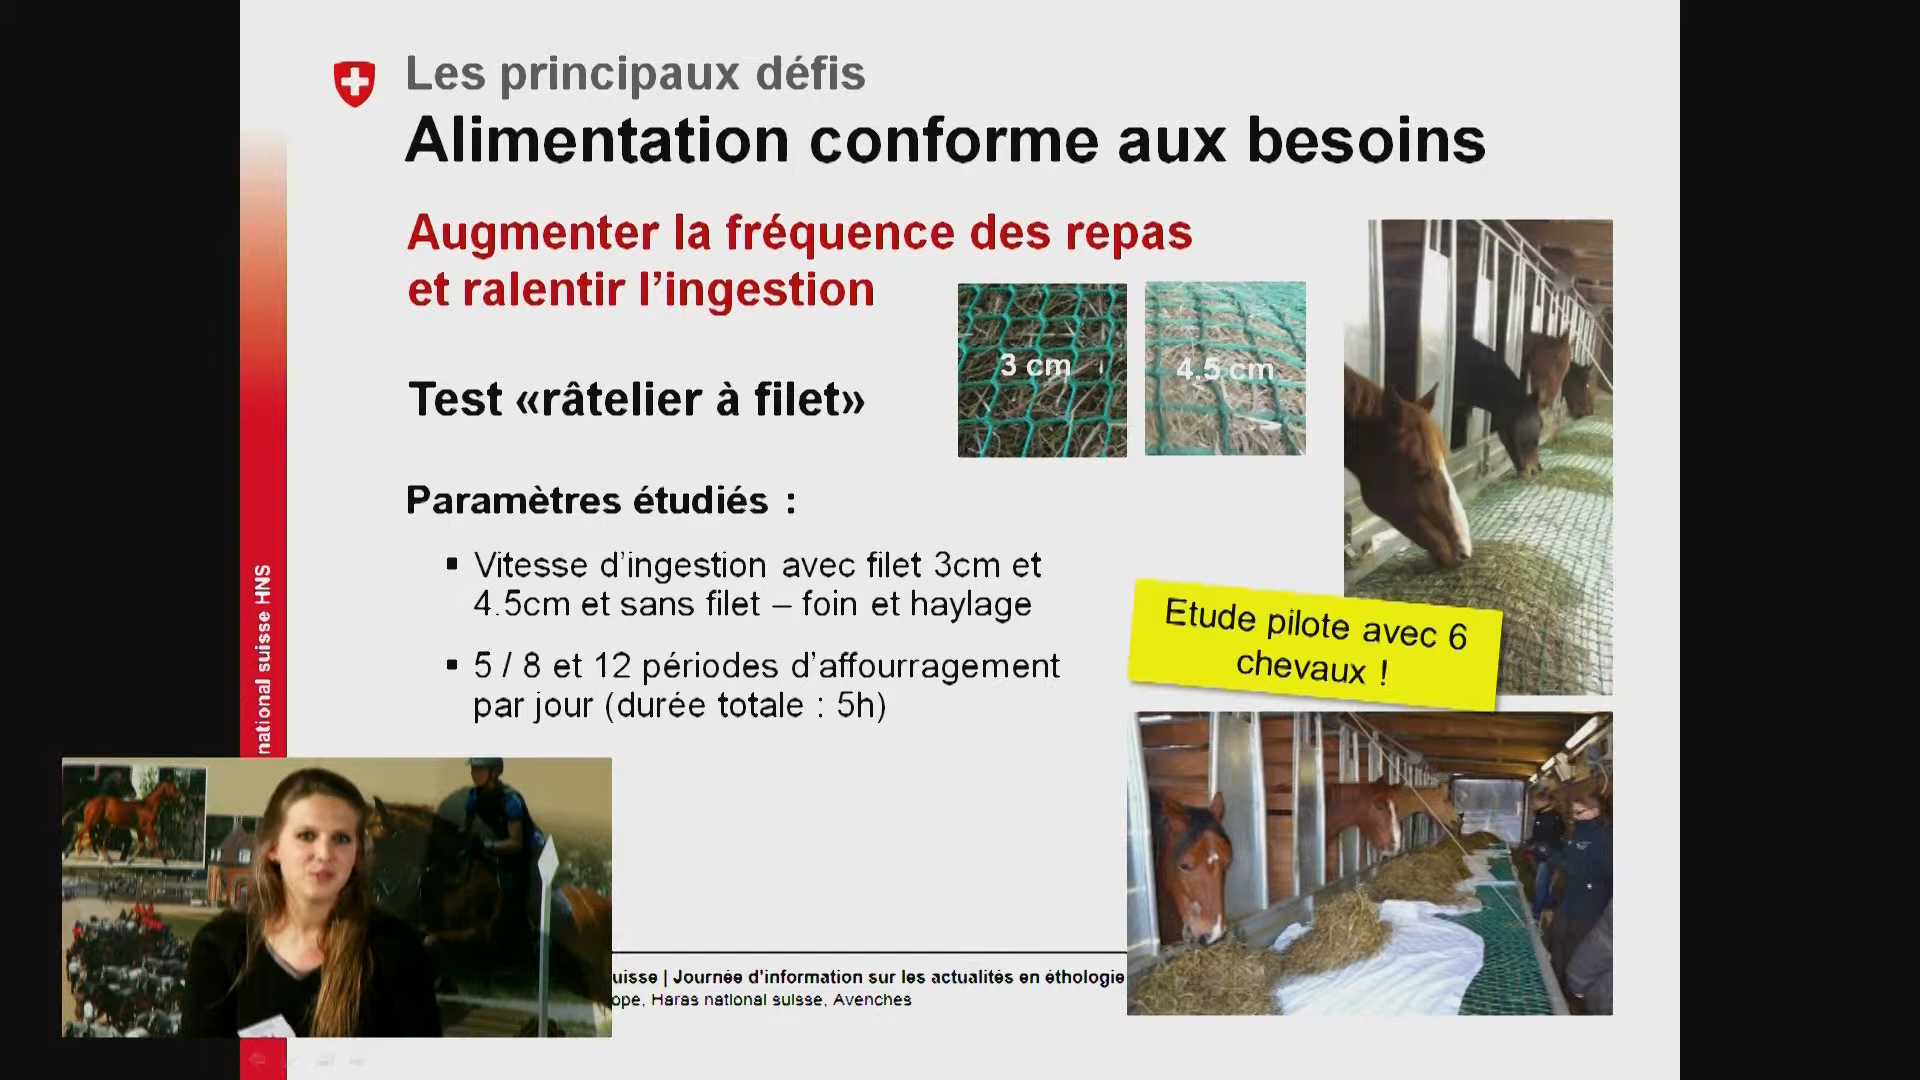 Les principaux défis
Alimentation conforme aux besoins
Augmenter la fréquence des repas
et ralentir l’ingestion
3 cm
4.5 cm
Test «râtelier à filet»
Paramètres étudiés :
▪ Vitesse d’ingestion avec filet 3cm et
4.5cm et sans filet – foin et haylage
▪ 5 / 8 et 12 périodes d’affourragement
par jour (durée totale : 5h)
Etude pilote avec 6
chevaux !
national suisse HNS
uisse | Journée d'information sur les actualités en éthologie
ope, Haras national suisse, Avenches